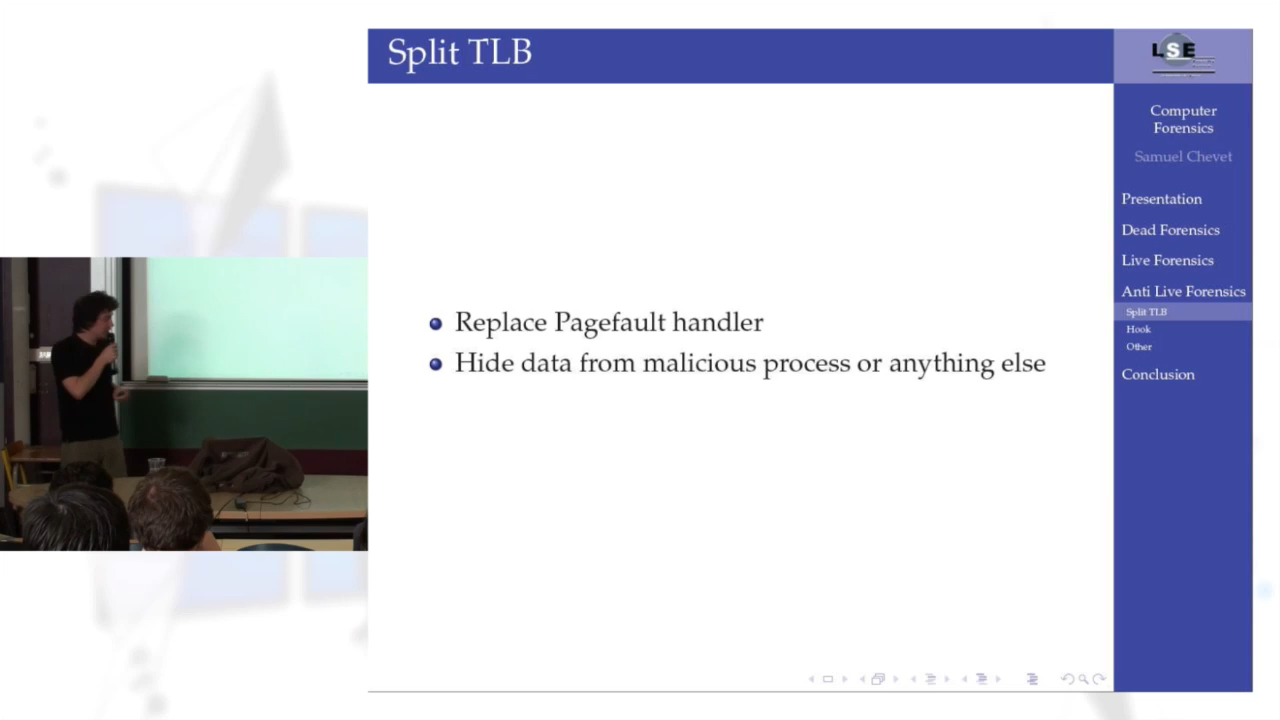 Split TLB
Replace Pagefault handler
Hide data from malicious process or anything else
LSE
Computer
Forensics
Samuel Chevet
Presentation
Dead Forensics
Live Forensics
Anti Live Forensics
Split TLB
Hook
Other
Conclusion